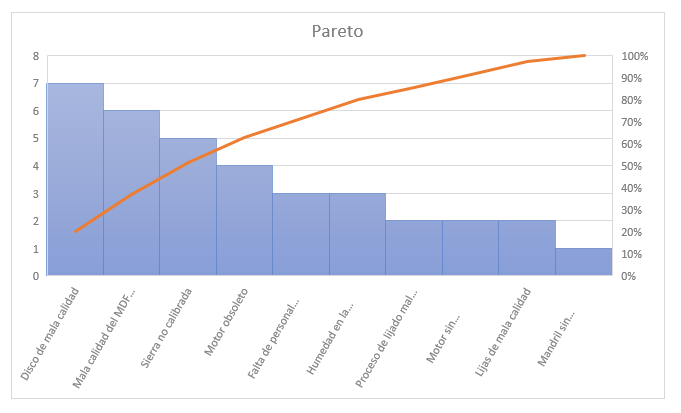 Pareto
8
7
6
5
4
3
2
1
0
100%
90%
80%
70%
60%
50%
40%
30%
20%
10%
0%
Disco de mala calidad
Mala calidad del MDF…
Sierra no calibrada
Motor obsoleto
Falta de personal…
Humedad en la…
Proceso de lijado mal…
Motor sin…
Lijas de mala calidad
Mandril sin…